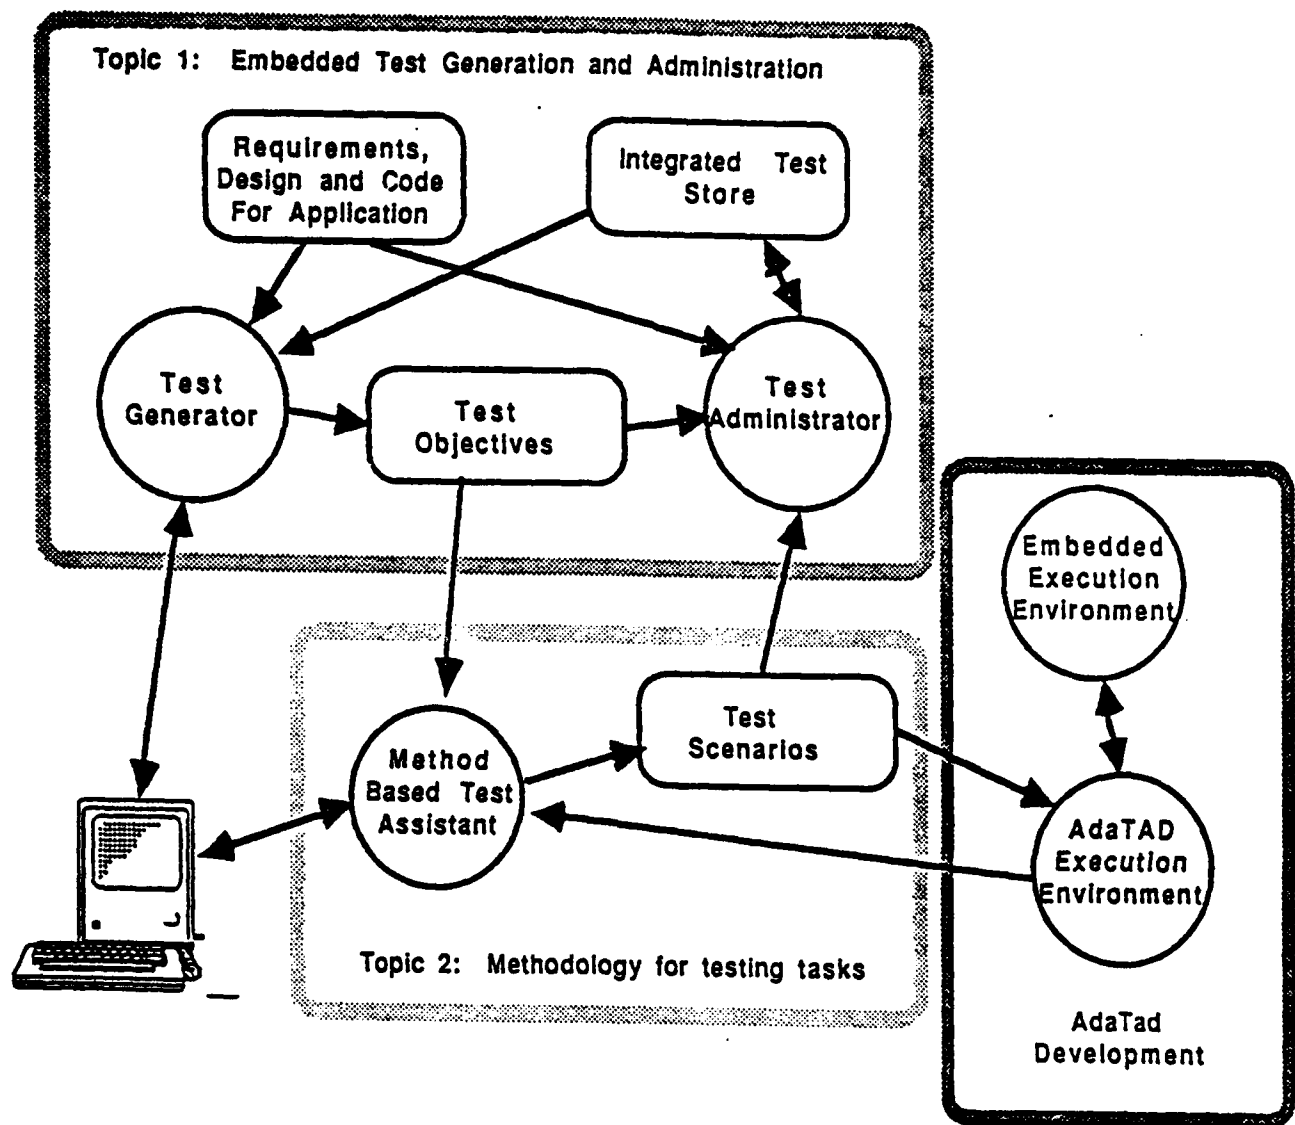 Topic 1: Embedded Test Generation and Administration
Requirements,
Design and Code
For Application
Integrated Test
Store
Test
Generator
Test
Objectives
Test
Administrator
Embedded
Execution
Environment
Test
Scenarios
Method
Based Test
Assistant
AdaTAD
Execution
Environment
Topic 2: Methodology for testing tasks
AdaTad
Development